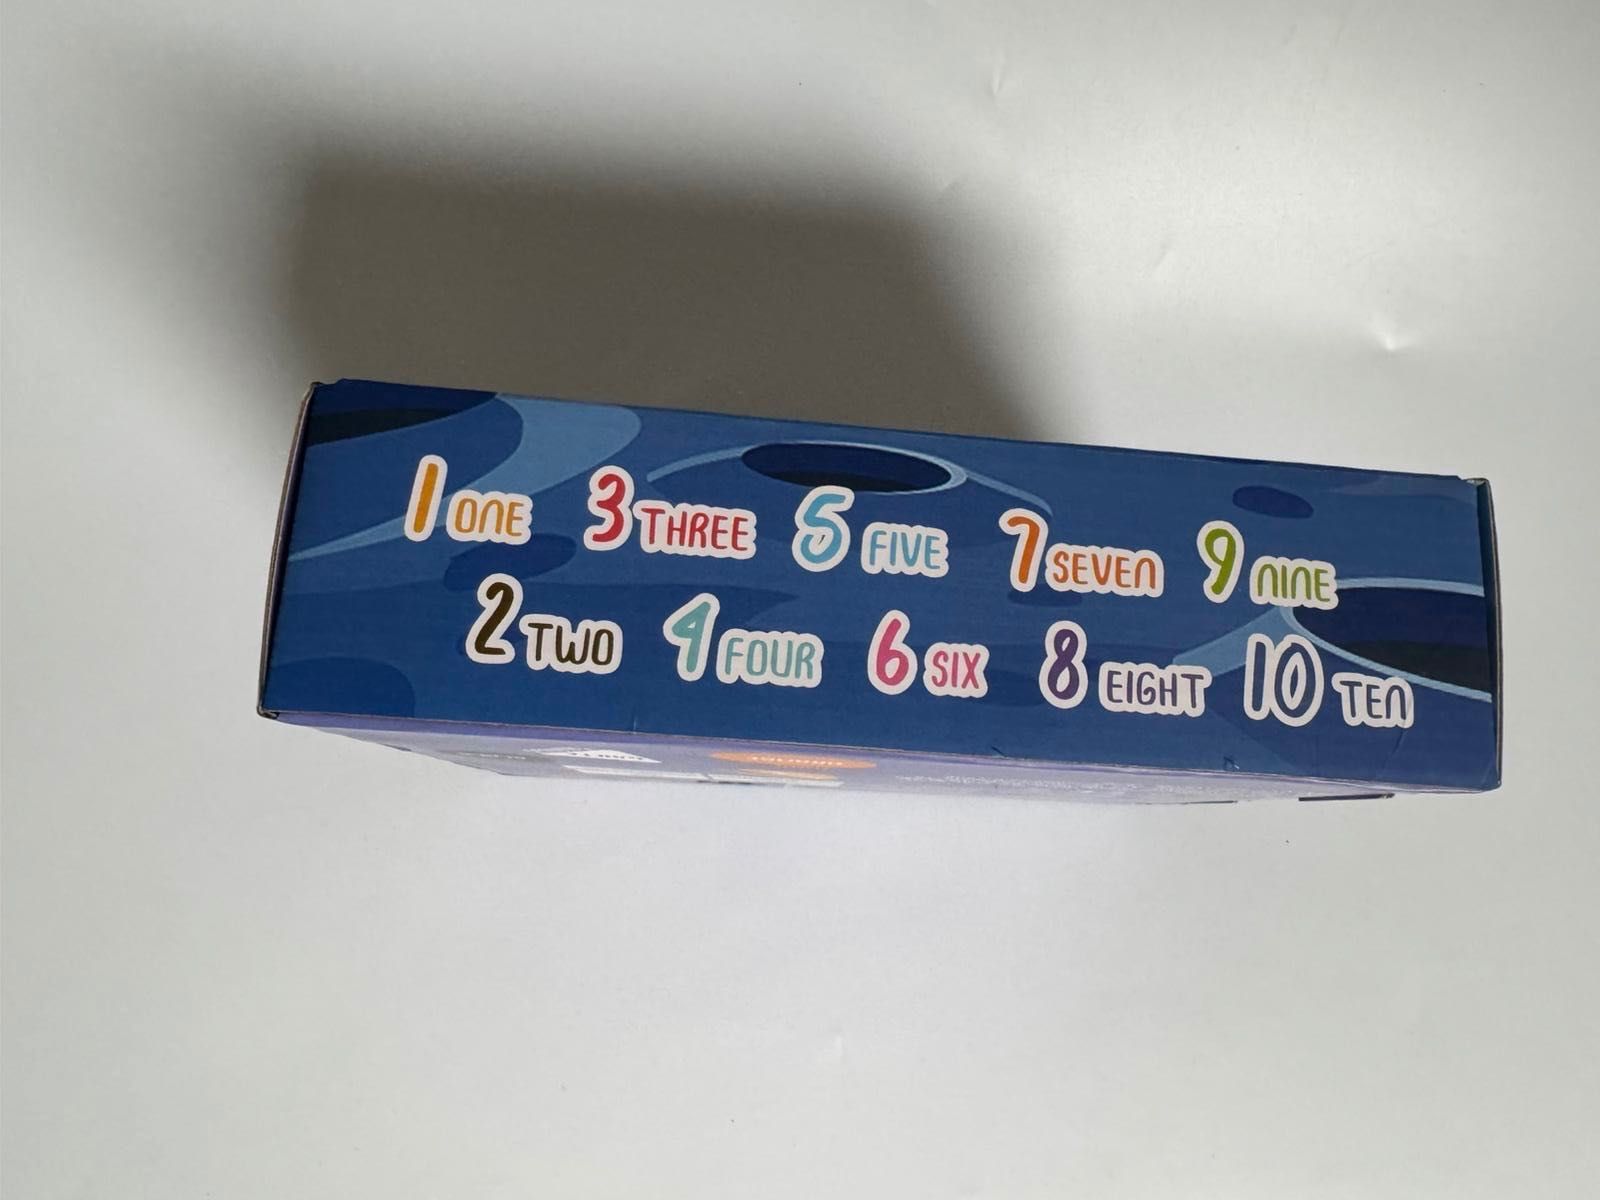 1 ONE 3 THREE 5 FIVE 7 SEVEN 9 NINE
2 TWO 4 FOUR 6 SIX 8 EIGHT 10 TEN